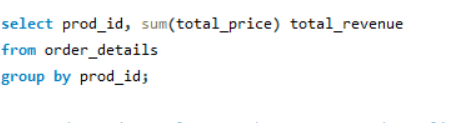 select prod_id, sum(total_price) total_revenue
from order_details
group by prod_id;